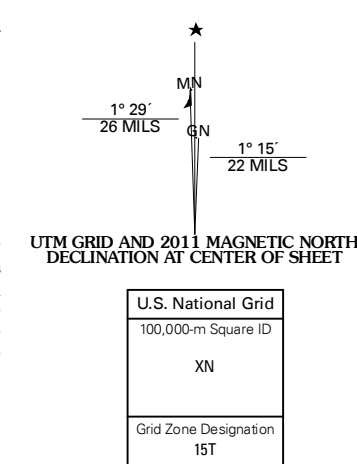 ★
MN
1° 29´
26 MILS
GN
1° 15´
22 MILS
UTM GRID AND 2011 MAGNETIC NORTH
DECLINATION AT CENTER OF SHEET
U.S. National Grid
100,000-m Square ID
XN
Grid Zone Designation
15T